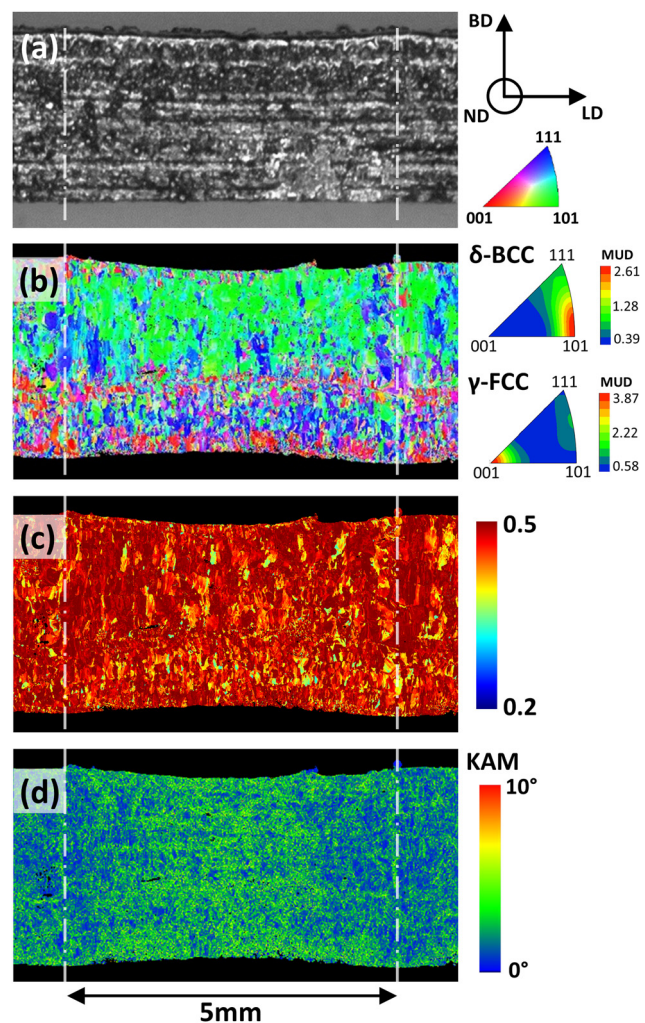 (a)
BD
ND
LD
111
001
101
(b)
δ-BCC
111
MUD
2.61
1.28
0.39
001
101
γ-FCC
111
MUD
3.87
2.22
0.58
001
101
(c)
0.5
0.2
(d)
KAM
10°
0°
5mm